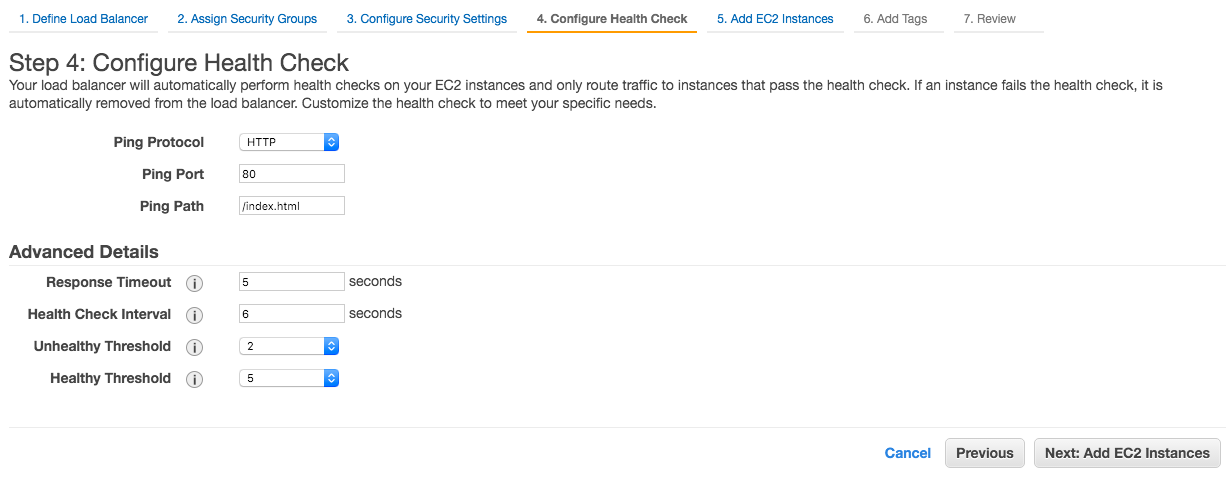 1. Define Load Balancer 2. Assign Security Groups 3. Configure Security Settings 4. Configure Health Check 5. Add EC2 Instances 6. Add Tags 7. Review
Step 4: Configure Health Check
Your load balancer will automatically perform health checks on your EC2 instances and only route traffic to instances that pass the health check. If an instance fails the health check, it is
automatically removed from the load balancer. Customize the health check to meet your specific needs.
Ping Protocol HTTP
Ping Port 80
Ping Path /index.html
Advanced Details
Response Timeout i 5 seconds
Health Check Interval i 6 seconds
Unhealthy Threshold i 2
Healthy Threshold i 5
Cancel Previous Next: Add EC2 Instances